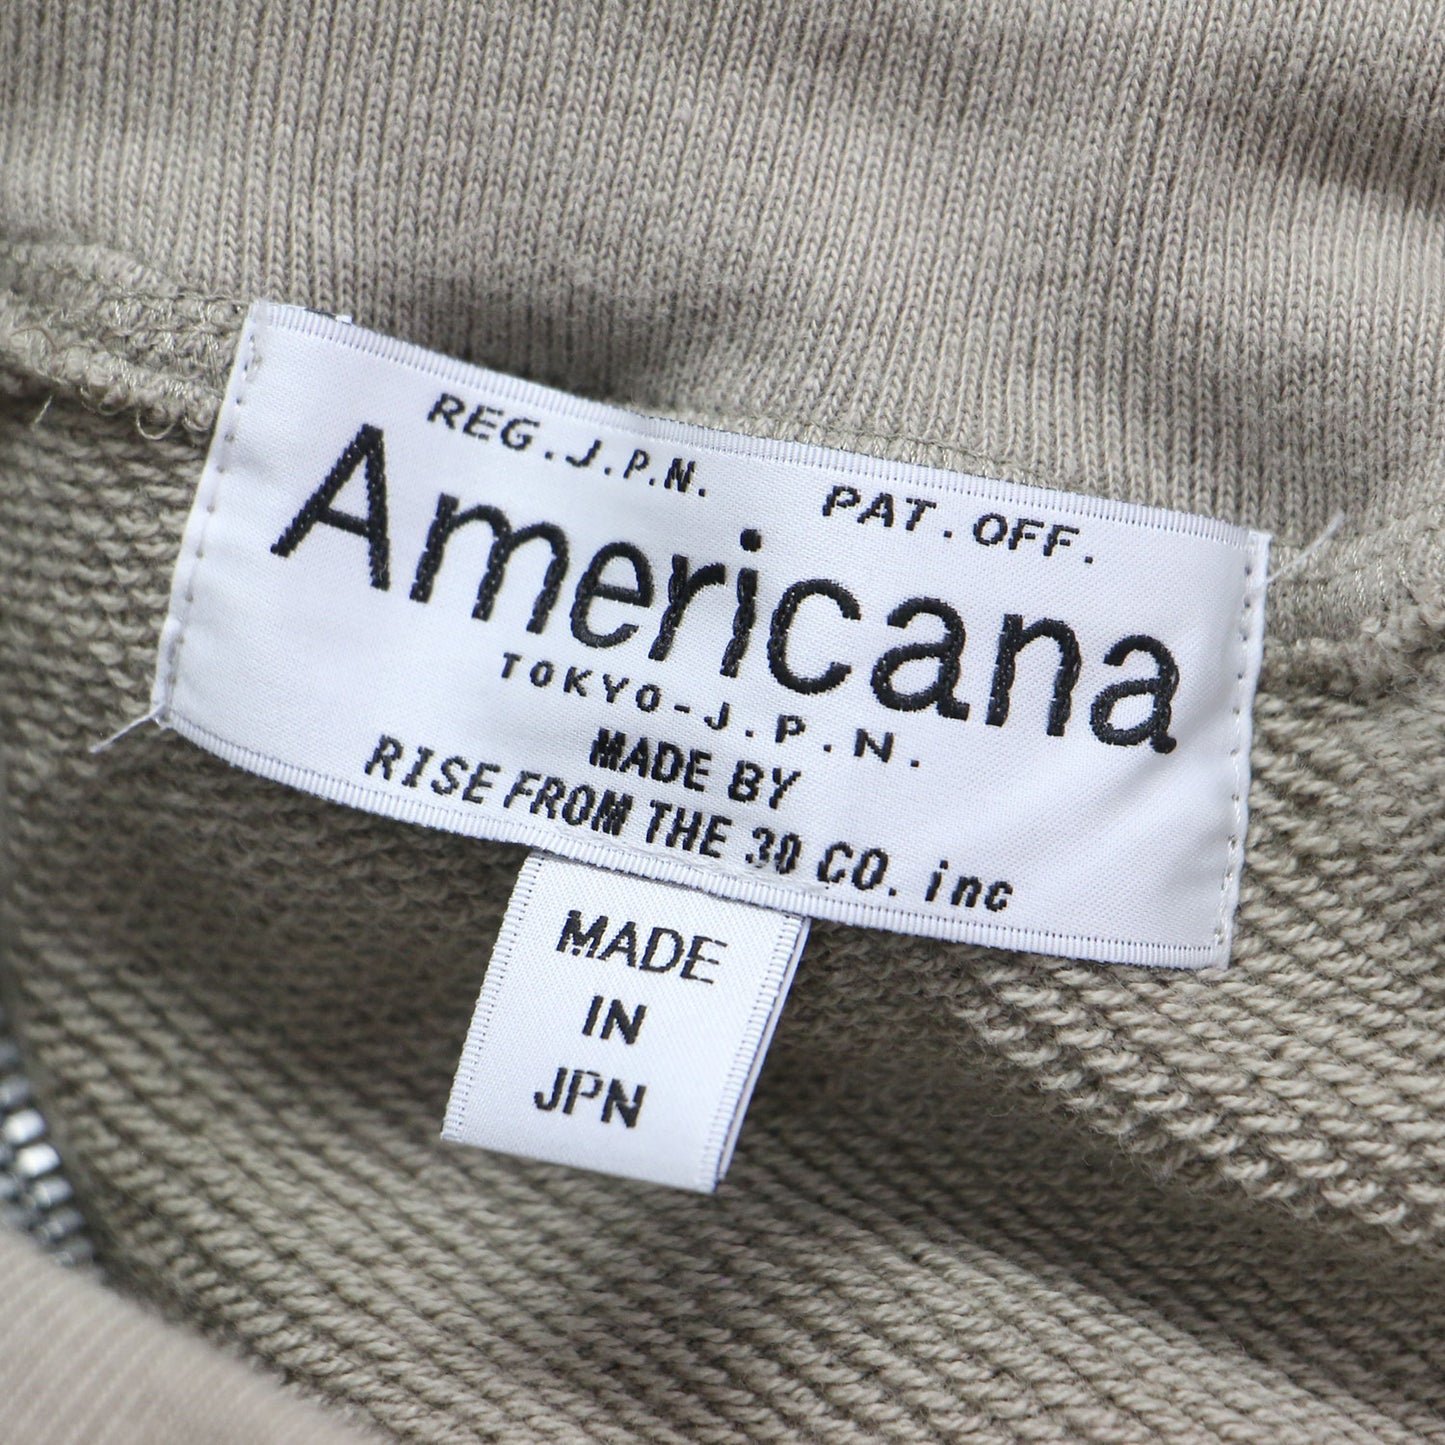 REG.J.P.N. PAT.OFF.
Americana
TOKYO-J.P.N.
MADE BY
RISE FROM THE 30 CO. inc
MADE
IN
JPN